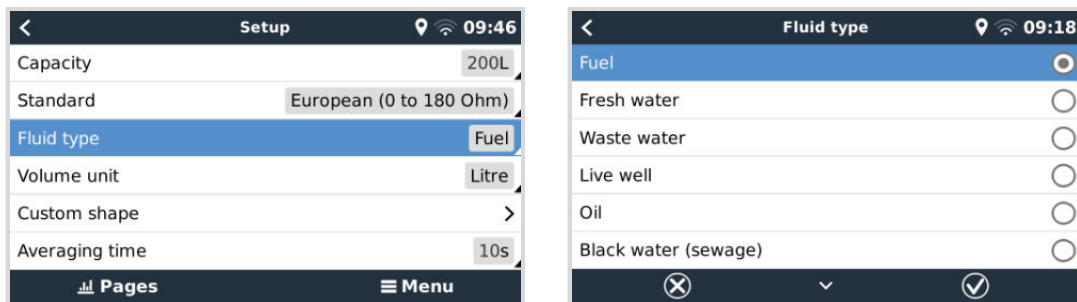 Setup 09:46
Capacity 200L
Standard European (0 to 180 Ohm)
Fluid type Fuel
Volume unit Litre
Custom shape
Averaging time 10s
Pages Menu
Fluid type 09:18
Fuel
Fresh water
Waste water
Live well
Oil
Black water (sewage)